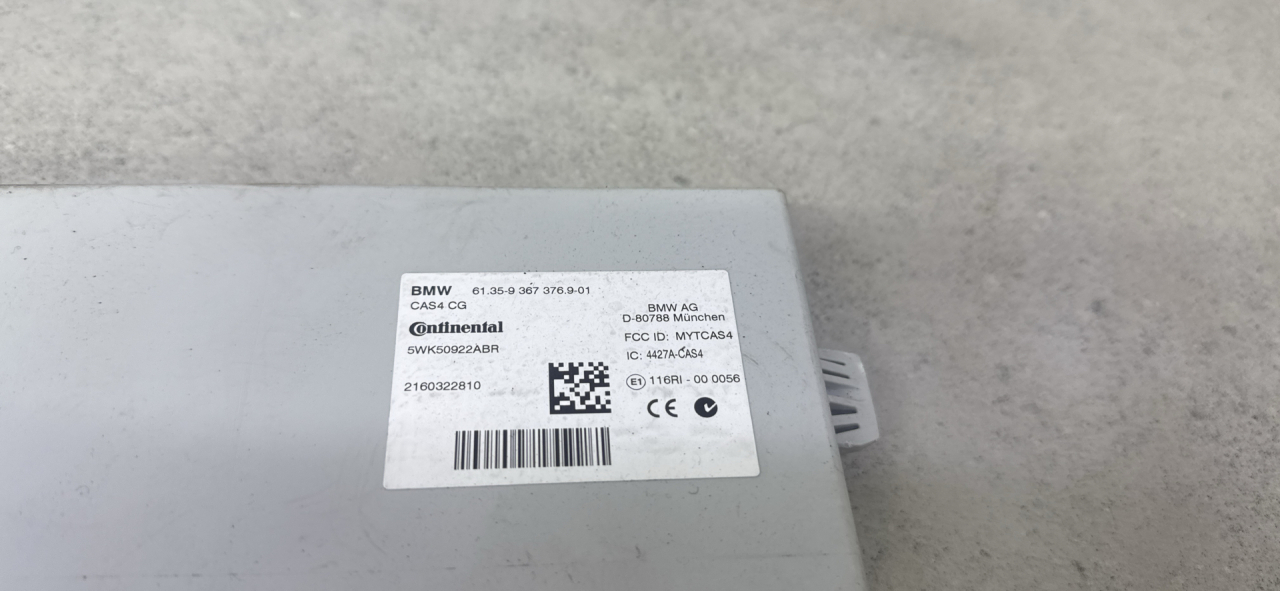 BMW 61.35-9 367 376.9-01
CAS4 CG
Continental
5WK50922ABR
2160322810
BMW AG
D-80788 München
FCC ID: MYTCAS4
IC: 4427A-CAS4
E1 116RI - 00 0056
CE